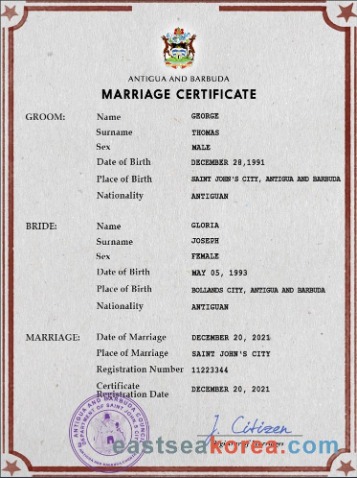 ANTIGUA AND BARBUDA
MARRIAGE CERTIFICATE
GROOM: Name GEORGE
Surname THOMAS
Sex MALE
Date of Birth DECEMBER 28,1991
Place of Birth SAINT JOHN'S CITY, ANTIGUA AND BARBUDA
Nationality ANTIGUAN
BRIDE: Name GLORIA
Surname JOSEPH
Sex FEMALE
Date of Birth MAY 05, 1993
Place of Birth BOLLANDS CITY, ANTIGUA AND BARBUDA
Nationality ANTIGUAN
MARRIAGE: Date of Marriage DECEMBER 20, 2021
Place of Marriage SAINT JOHN'S CITY
Registration Number 11223344
Certificate
Registration Date DECEMBER 20, 2021
ANTIGUA AND BARBUDA COUNCIL
DEPARTMENT OF SAINT JOHN'S
J. Citizen
eastseakorea.com